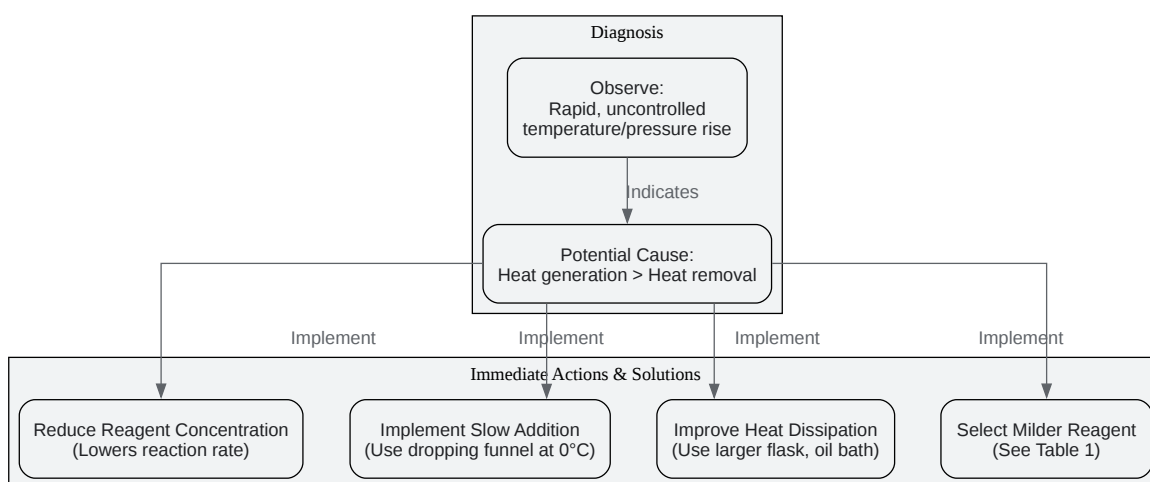 Diagnosis
Observe:
Rapid, uncontrolled
temperature/pressure rise
Indicates
Potential Cause:
Heat generation > Heat removal
Implement
Implement
Implement
Implement
Immediate Actions & Solutions
Reduce Reagent Concentration
(Lowers reaction rate)
Implement Slow Addition
(Use dropping funnel at 0°C)
Improve Heat Dissipation
(Use larger flask, oil bath)
Select Milder Reagent
(See Table 1)